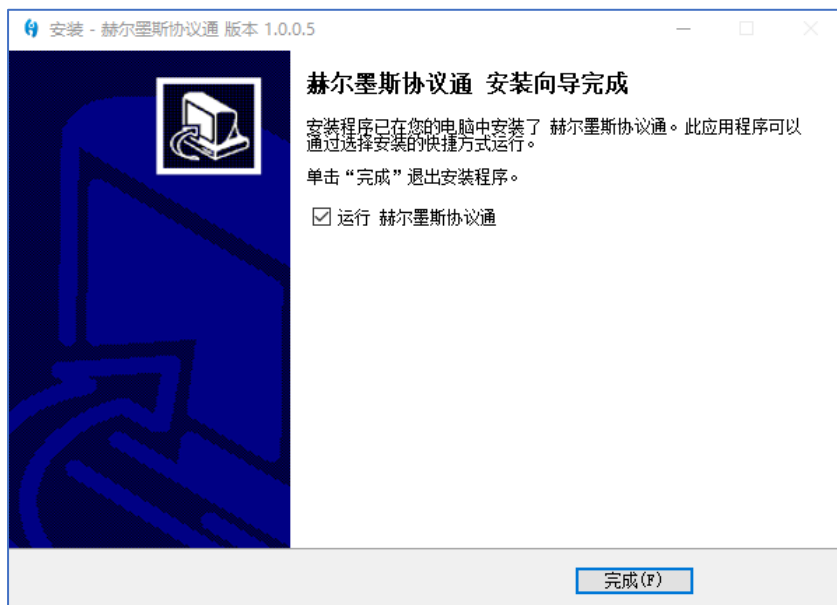 安装 - 赫尔墨斯协议通 版本 1.0.0.5
赫尔墨斯协议通 安装向导完成
安装程序已在您的电脑中安装了 赫尔墨斯协议通。此应用程序可以
通过选择安装的快捷方式运行。
单击“完成”退出安装程序。
运行 赫尔墨斯协议通
完成(F)